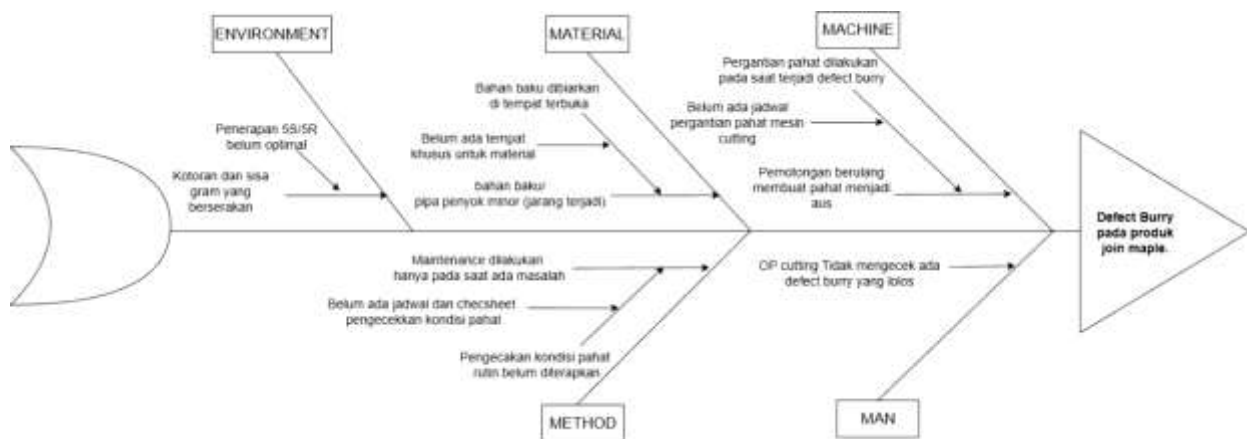 ENVIRONMENT
Penerapan 5S/5R
belum optimal
Kotoran dan sisa
gram yang
berserakan
MATERIAL
Bahan baku dibiarkan
di tempat terbuka
Belum ada tempat
khusus untuk material
bahan baku/
pipa penyok minor (jarang terjadi)
MACHINE
Pergantian pahat dilakukan
pada saat terjadi defect burry
Belum ada jadwal
pergantian pahat mesin
cutting
Pemotongan berulang
membuat pahat menjadi
aus
Defect Burry
pada produk
join maple.
Maintenance dilakukan
hanya pada saat ada masalah
Belum ada jadwal dan checsheet
pengecekkan kondisi pahat
Pengecakan kondisi pahat
rutin belum diterapkan
METHOD
OP cutting Tidak mengecek ada
defect burry yang lolos
MAN